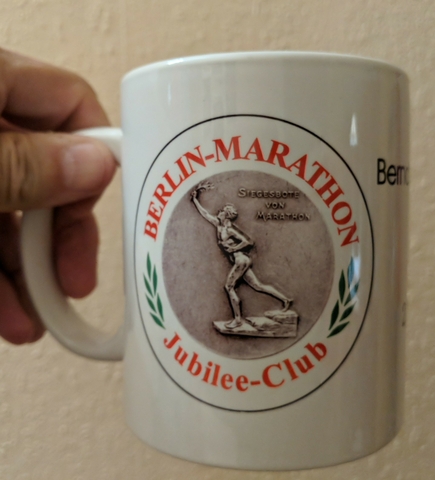 BERLIN-MARATHON
SIEGESBOTE
VON
MARATHON
Jubilee-Club